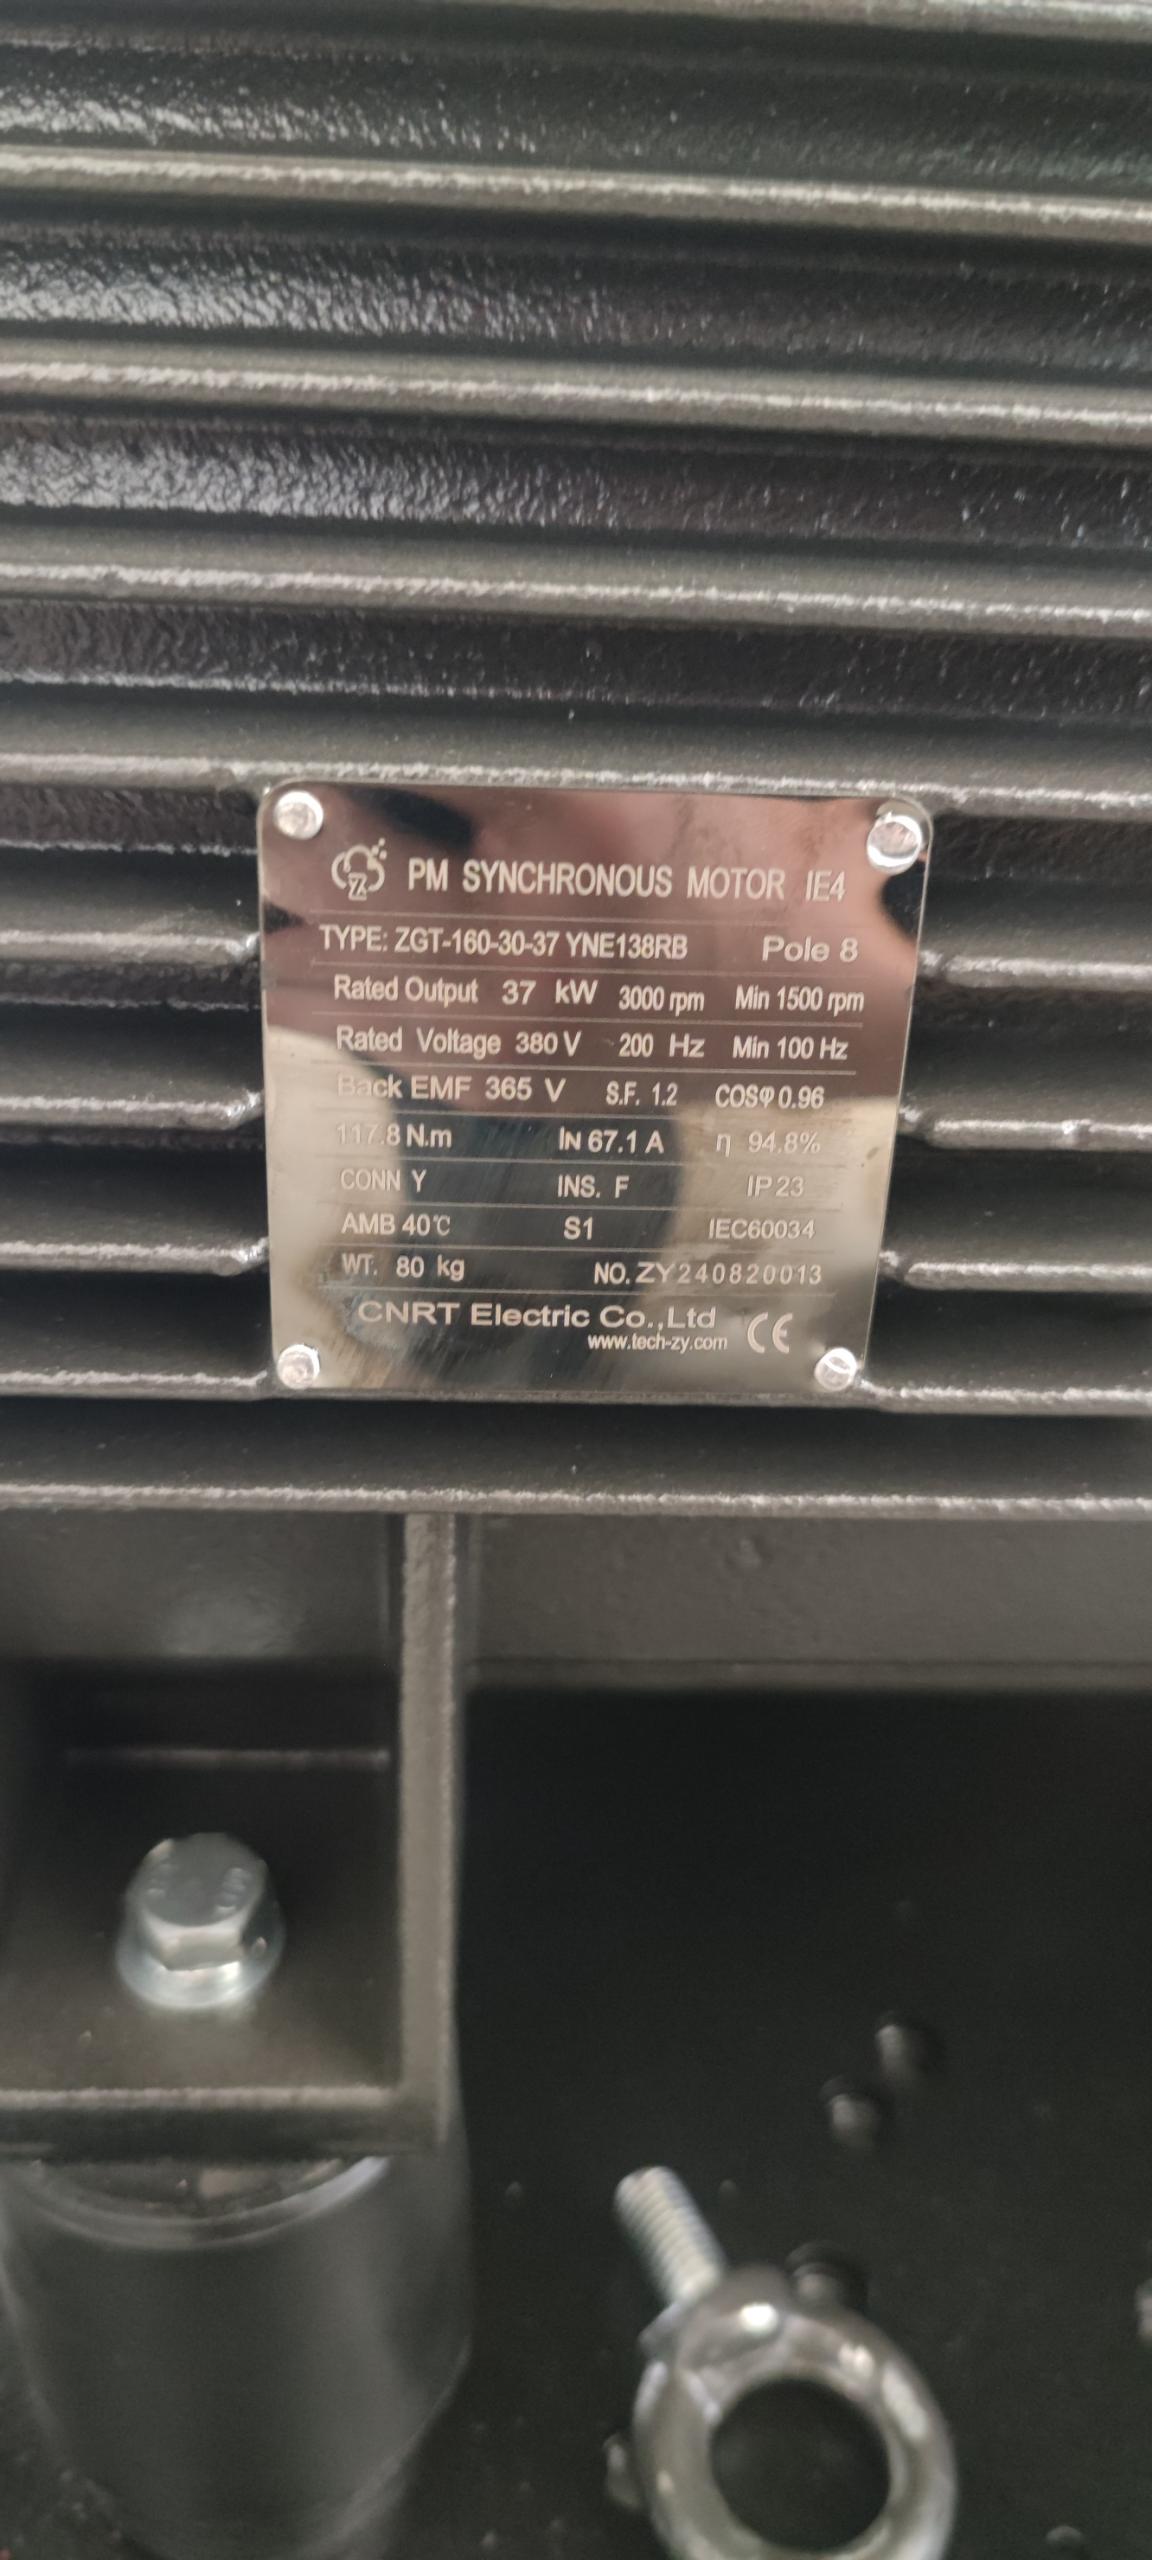 PM SYNCHRONOUS MOTOR IE4
TYPE: ZGT-160-30-37 YNE138RB Pole 8
Rated Output 37 kW 3000 rpm Min 1500 rpm
Rated Voltage 380 V 200 Hz Min 100 Hz
Back EMF 365 V S.F. 1.2 COSφ 0.96
117.8 N.m IN 67.1 A η 94.8%
CONN Y INS. F IP 23
AMB 40℃ S1 IEC60034
WT. 80 kg NO. ZY240820013
CNRT Electric Co.,Ltd
www.tech-zy.com CE